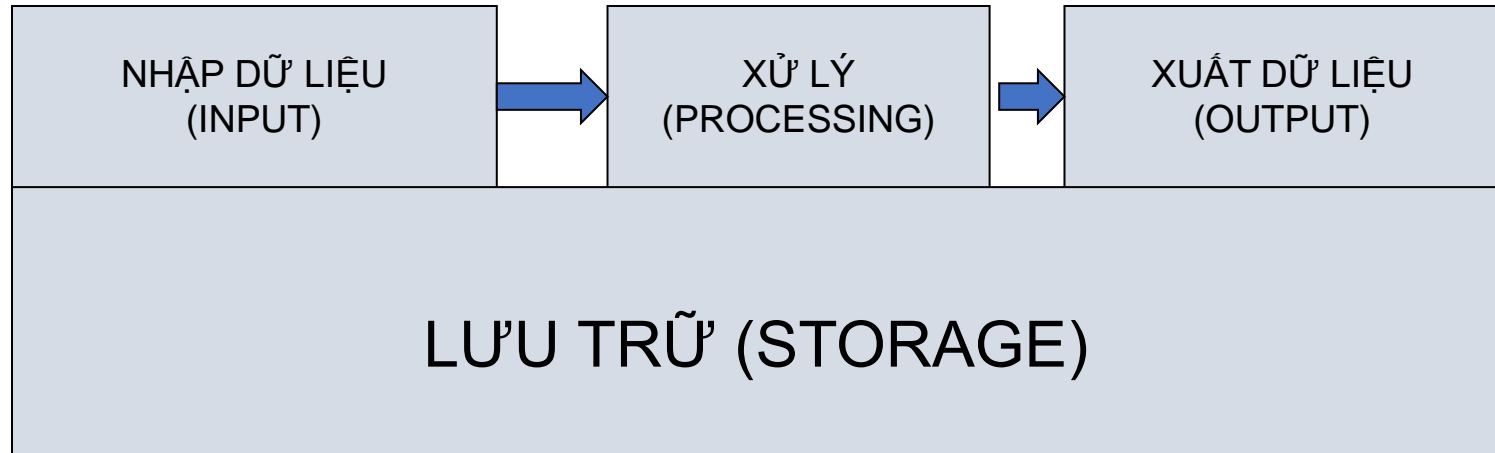 NHẬP DỮ LIỆU
(INPUT)
XỬ LÝ
(PROCESSING)
XUẤT DỮ LIỆU
(OUTPUT)
LƯU TRỮ (STORAGE)